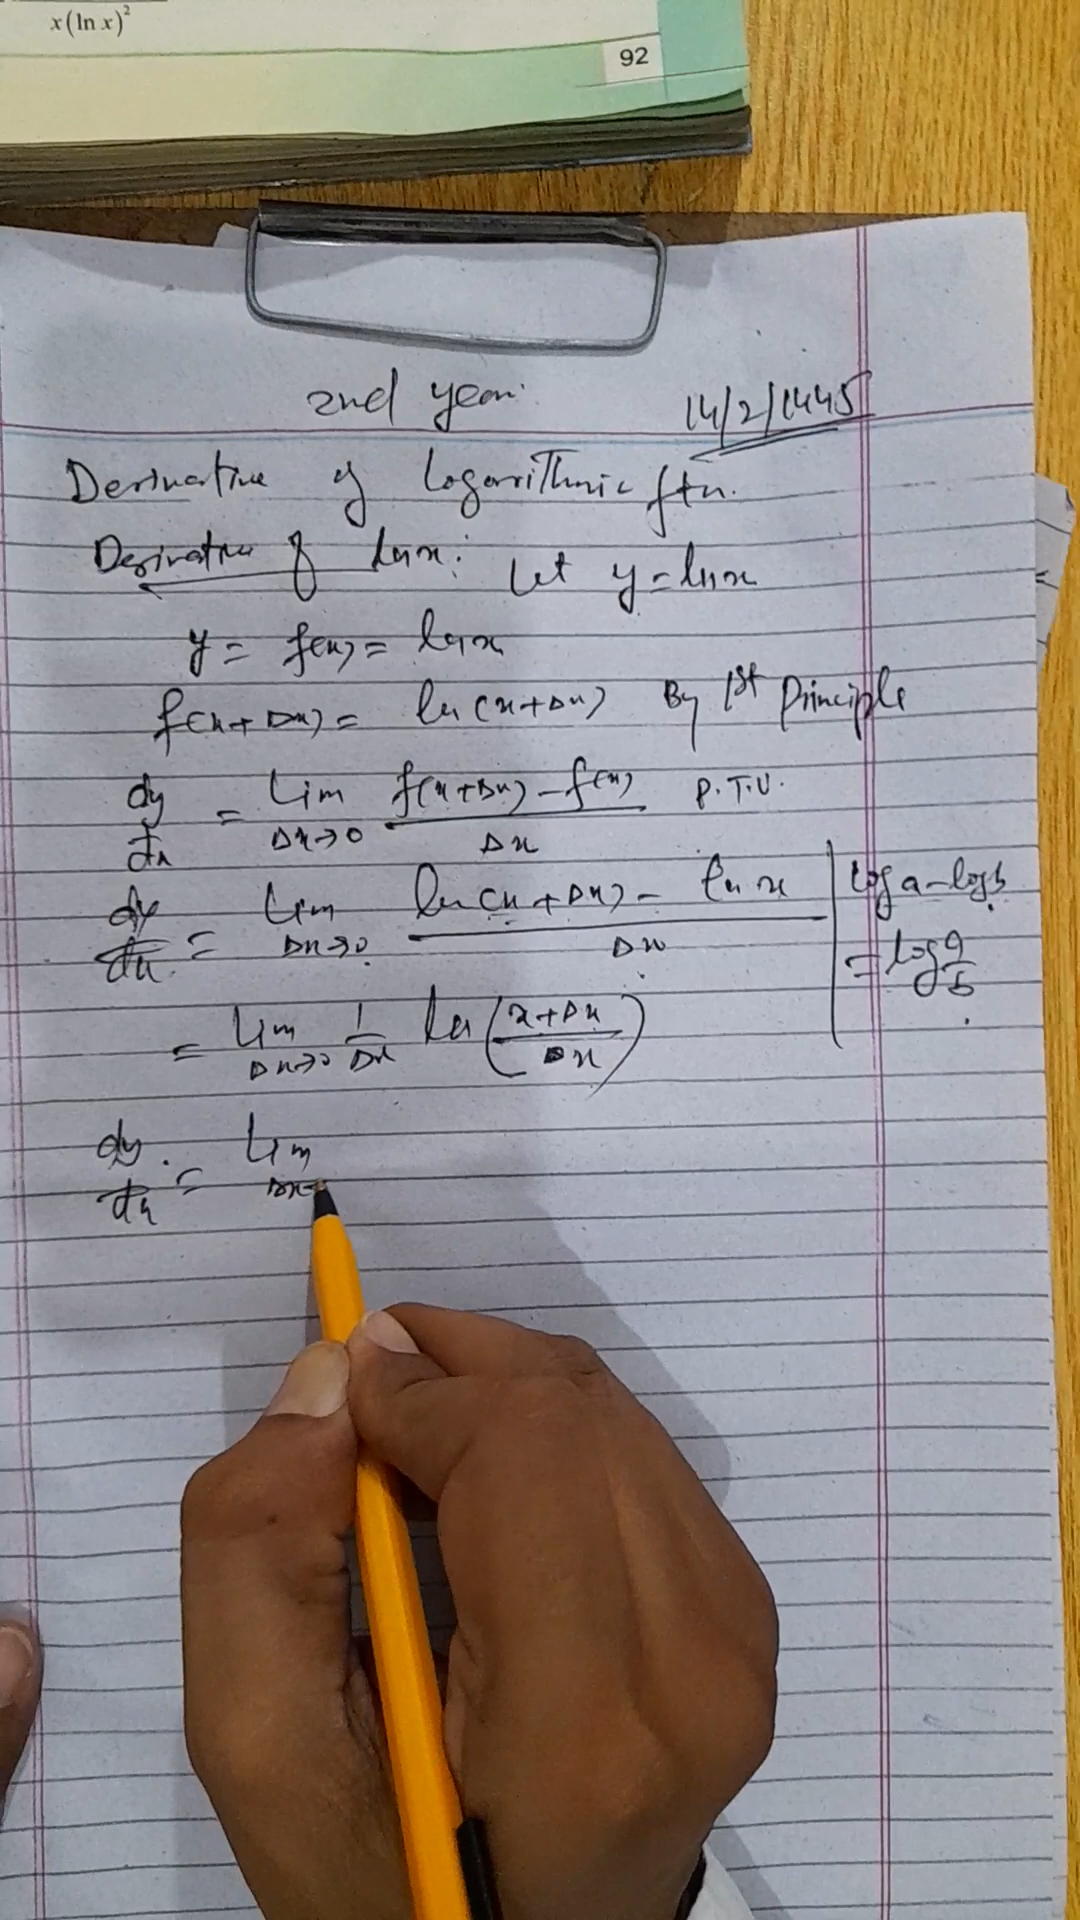 x(ln x)²
92
2nd year
14/2/1445
Derivative of Logarithmic ftn.
Derivative of lnx: Let y = lnx
y = f(x) = lnx
f(x+Δx) = ln(x+Δx) By 1st Principle
dy/dx = Lim Δx→0 f(x+Δx) - f(x) / Δx P.T.V.
dy/dx = Lim Δx→0 ln(x+Δx) - ln x / Δx
log a - log b
= log a/b
= Lim Δx→0 1/Δx ln(x+Δx / x)
dy/dx = Lim Δx→